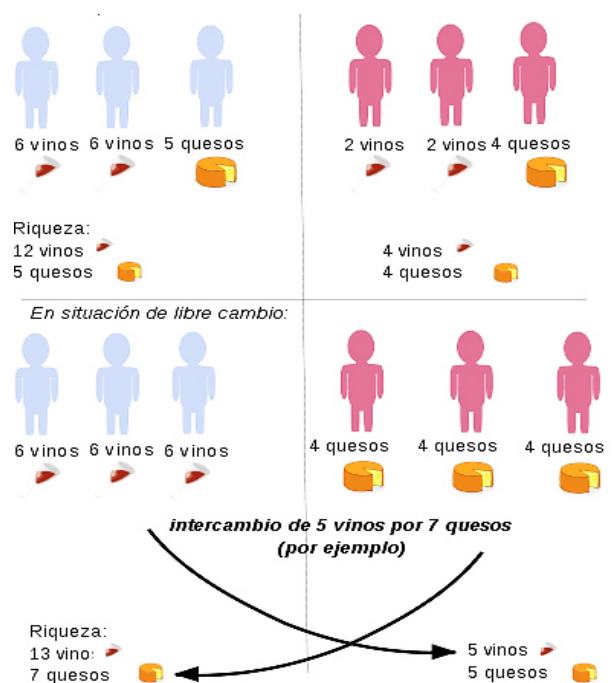 6 vinos 6 vinos 5 quesos
2 vinos 2 vinos 4 quesos
Riqueza:
12 vinos
5 quesos
4 vinos
4 quesos
En situación de libre cambio:
6 vinos 6 vinos 6 vinos
4 quesos 4 quesos 4 quesos
intercambio de 5 vinos por 7 quesos
(por ejemplo)
Riqueza:
13 vinos
7 quesos
5 vinos
5 quesos